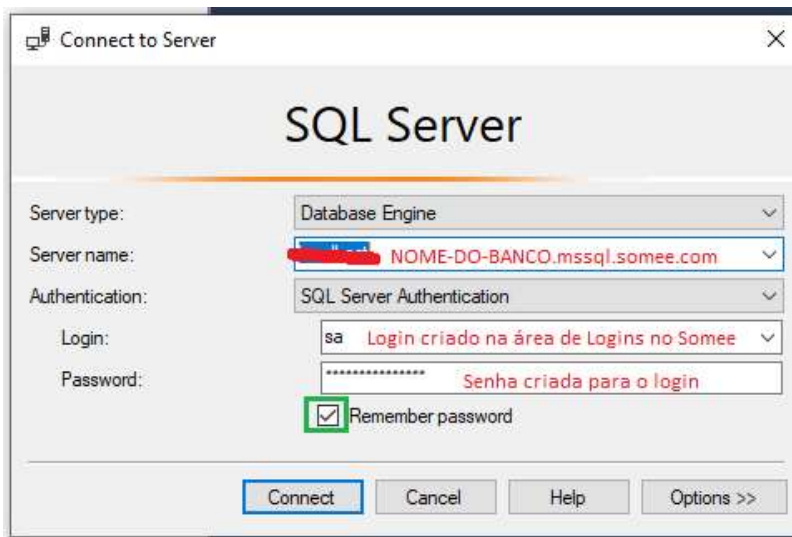 Connect to Server
SQL Server
Server type: Database Engine
Server name: NOME-DO-BANCO.mssql.somee.com
Authentication: SQL Server Authentication
Login: sa Login criado na área de Logins no Somee
Password: *************** Senha criada para o login
Remember password
Connect Cancel Help Options >>